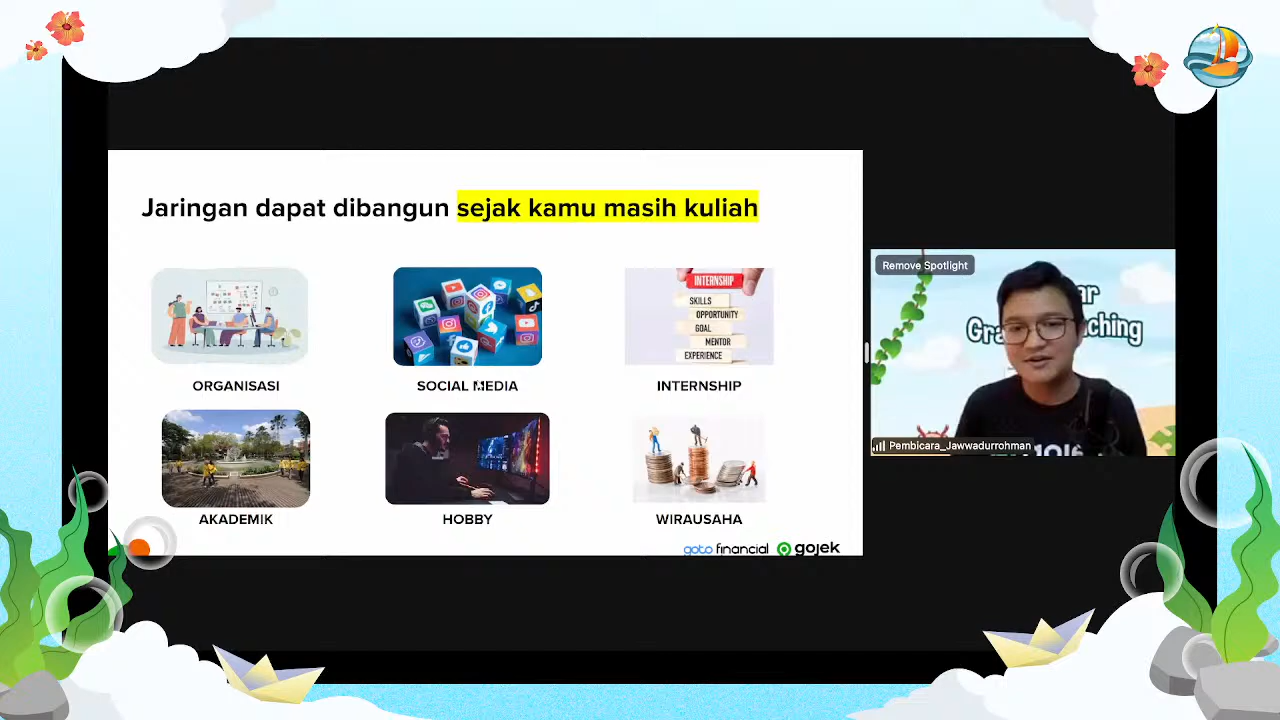 Jaringan dapat dibangun sejak kamu masih kuliah
INTERNSHIP
SKILLS
OPPORTUNITY
GOAL
MENTOR
EXPERIENCE
ORGANISASI
SOCIAL MEDIA
INTERNSHIP
AKADEMIK
HOBBY
WIRAUSAHA
goto financial gojek
Remove Spotlight
Pembicara_Jawwadurrohman